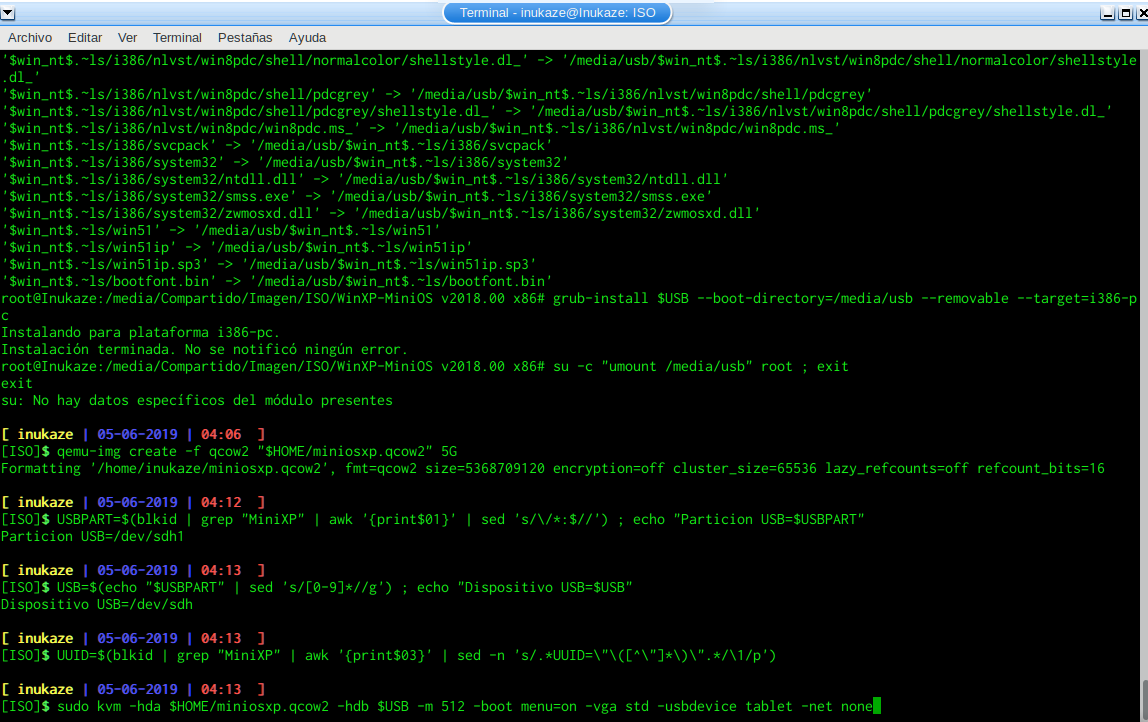 Terminal - inukaze@Inukaze: ISO
Archivo Editar Ver Terminal Pestañas Ayuda
'$win_nt$.~ls/i386/nlvst/win8pdc/shell/normalcolor/shellstyle.dl_' -> '/media/usb/$win_nt$.~ls/i386/nlvst/win8pdc/shell/normalcolor/shellstyle
.dl_'
'$win_nt$.~ls/i386/nlvst/win8pdc/shell/pdcgrey' -> '/media/usb/$win_nt$.~ls/i386/nlvst/win8pdc/shell/pdcgrey'
'$win_nt$.~ls/i386/nlvst/win8pdc/shell/pdcgrey/shellstyle.dl_' -> '/media/usb/$win_nt$.~ls/i386/nlvst/win8pdc/shell/pdcgrey/shellstyle.dl_'
'$win_nt$.~ls/i386/nlvst/win8pdc/win8pdc.ms_' -> '/media/usb/$win_nt$.~ls/i386/nlvst/win8pdc/win8pdc.ms_'
'$win_nt$.~ls/i386/svcpack' -> '/media/usb/$win_nt$.~ls/i386/svcpack'
'$win_nt$.~ls/i386/system32' -> '/media/usb/$win_nt$.~ls/i386/system32'
'$win_nt$.~ls/i386/system32/ntdll.dll' -> '/media/usb/$win_nt$.~ls/i386/system32/ntdll.dll'
'$win_nt$.~ls/i386/system32/smss.exe' -> '/media/usb/$win_nt$.~ls/i386/system32/smss.exe'
'$win_nt$.~ls/i386/system32/zwmosxd.dll' -> '/media/usb/$win_nt$.~ls/i386/system32/zwmosxd.dll'
'$win_nt$.~ls/win51' -> '/media/usb/$win_nt$.~ls/win51'
'$win_nt$.~ls/win51ip' -> '/media/usb/$win_nt$.~ls/win51ip'
'$win_nt$.~ls/win51ip.sp3' -> '/media/usb/$win_nt$.~ls/win51ip.sp3'
'$win_nt$.~ls/bootfont.bin' -> '/media/usb/$win_nt$.~ls/bootfont.bin'
root@Inukaze:/media/Compartido/Imagen/ISO/WinXP-MiniOS v2018.00 x86# grub-install $USB --boot-directory=/media/usb --removable --target=i386-p
c
Instalando para plataforma i386-pc.
Instalación terminada. No se notificó ningún error.
root@Inukaze:/media/Compartido/Imagen/ISO/WinXP-MiniOS v2018.00 x86# su -c "umount /media/usb" root ; exit
exit
su: No hay datos específicos del módulo presentes
[ inukaze | 05-06-2019 | 04:06 ]
[ISO]$ qemu-img create -f qcow2 "$HOME/miniosxp.qcow2" 5G
Formatting '/home/inukaze/miniosxp.qcow2', fmt=qcow2 size=5368709120 encryption=off cluster_size=65536 lazy_refcounts=off refcount_bits=16
[ inukaze | 05-06-2019 | 04:12 ]
[ISO]$ USBPART=$(blkid | grep "MiniXP" | awk '{print$01}' | sed 's/\/*:$//') ; echo "Particion USB=$USBPART"
Particion USB=/dev/sdh1
[ inukaze | 05-06-2019 | 04:13 ]
[ISO]$ USB=$(echo "$USBPART" | sed 's/[0-9]*//g') ; echo "Dispositivo USB=$USB"
Dispositivo USB=/dev/sdh
[ inukaze | 05-06-2019 | 04:13 ]
[ISO]$ UUID=$(blkid | grep "MiniXP" | awk '{print$03}' | sed -n 's/.*UUID=\"\([^\"]*\)\".*/\1/p')
[ inukaze | 05-06-2019 | 04:13 ]
[ISO]$ sudo kvm -hda $HOME/miniosxp.qcow2 -hdb $USB -m 512 -boot menu=on -vga std -usbdevice tablet -net none